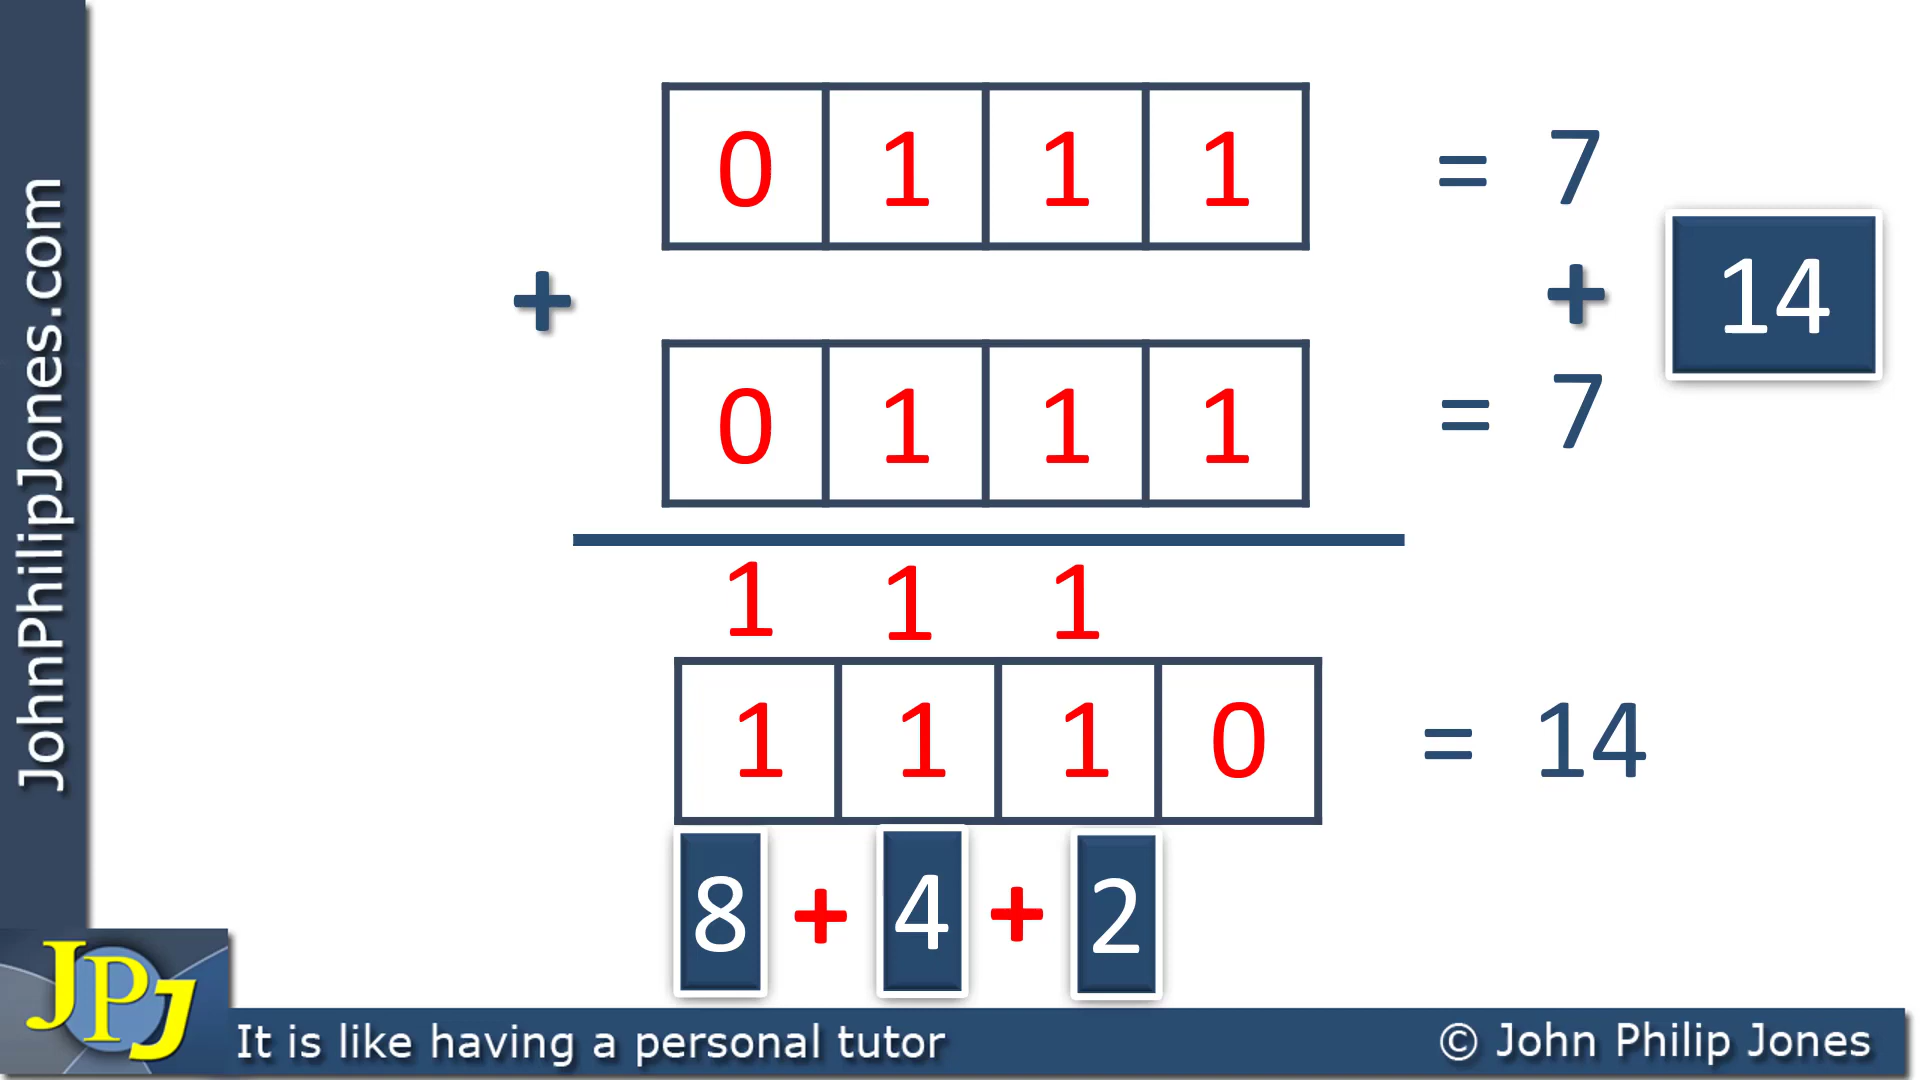 JohnPhilipJones.com
0 1 1 1 = 7
+ + 14
0 1 1 1 = 7
1 1 1
1 1 1 0 = 14
8 + 4 + 2
JPJ
It is like having a personal tutor
© John Philip Jones